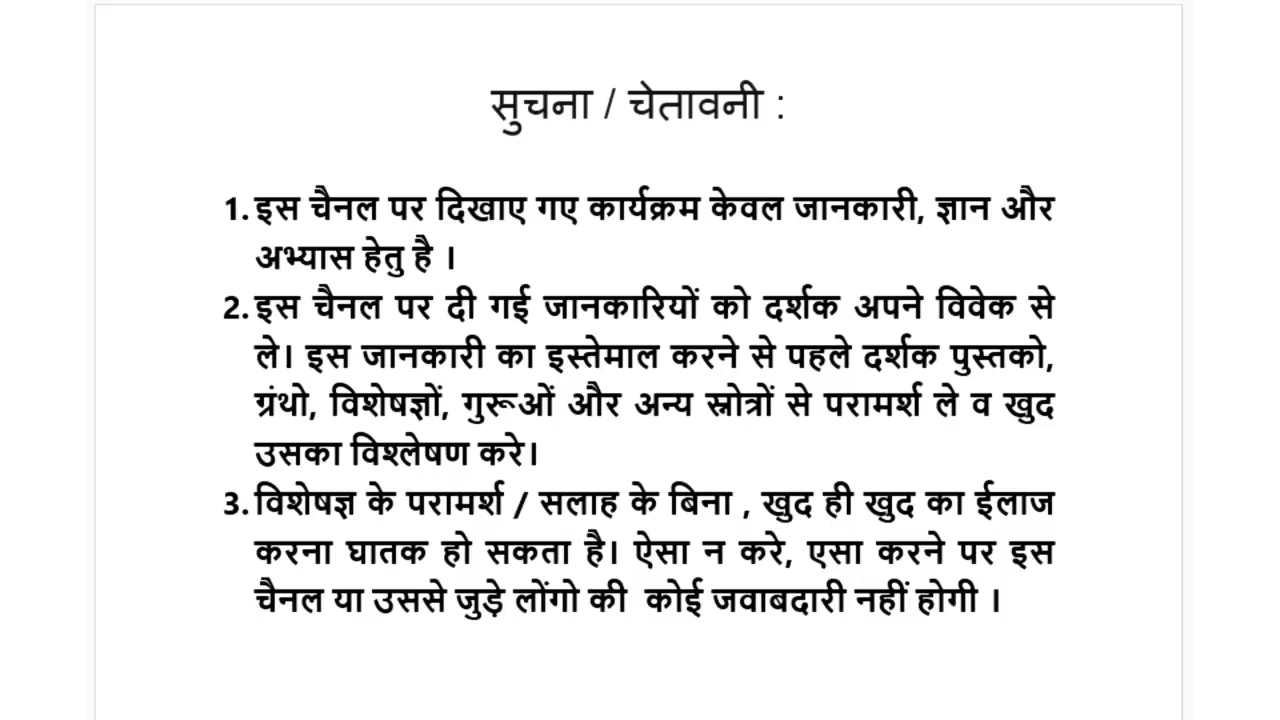 सुचना / चेतावनी :
1. इस चैनल पर दिखाए गए कार्यक्रम केवल जानकारी, ज्ञान और
अभ्यास हेतु है ।
2. इस चैनल पर दी गई जानकारियों को दर्शक अपने विवेक से
ले। इस जानकारी का इस्तेमाल करने से पहले दर्शक पुस्तको,
ग्रंथो, विशेषज्ञों, गुरूओं और अन्य स्रोत्रों से परामर्श ले व खुद
उसका विश्लेषण करे।
3. विशेषज्ञ के परामर्श / सलाह के बिना , खुद ही खुद का ईलाज
करना घातक हो सकता है। ऐसा न करे, एसा करने पर इस
चैनल या उससे जुड़े लोंगो की कोई जवाबदारी नहीं होगी ।